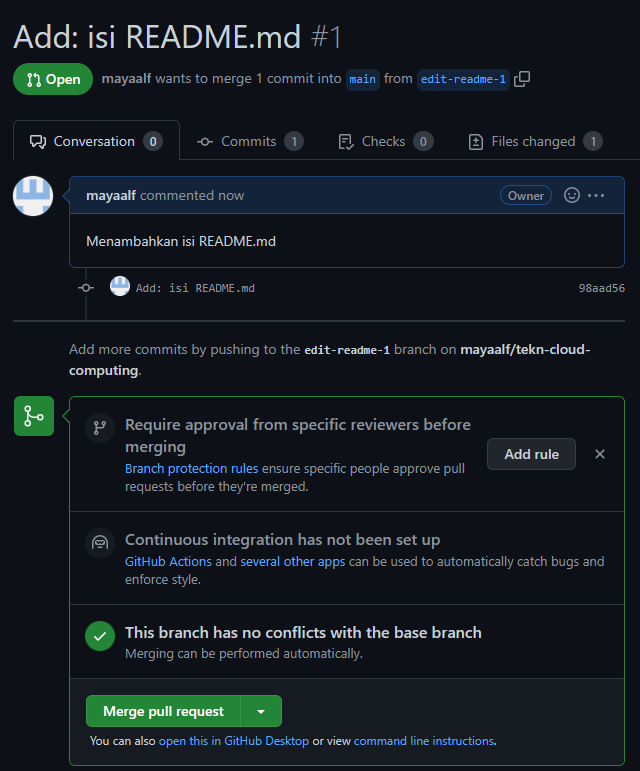 Add: isi README.md #1
Open mayaalf wants to merge 1 commit into main from edit-readme-1
Conversation 0 Commits 1 Checks 0 Files changed 1
mayaalf commented now Owner
Menambahkan isi README.md
Add: isi README.md 98aad56
Add more commits by pushing to the edit-readme-1 branch on mayaalf/tekn-cloud-
computing.
Require approval from specific reviewers before
merging
Branch protection rules ensure specific people approve pull
requests before they're merged.
Add rule
Continuous integration has not been set up
GitHub Actions and several other apps can be used to automatically catch bugs and
enforce style.
This branch has no conflicts with the base branch
Merging can be performed automatically.
Merge pull request
You can also open this in GitHub Desktop or view command line instructions.